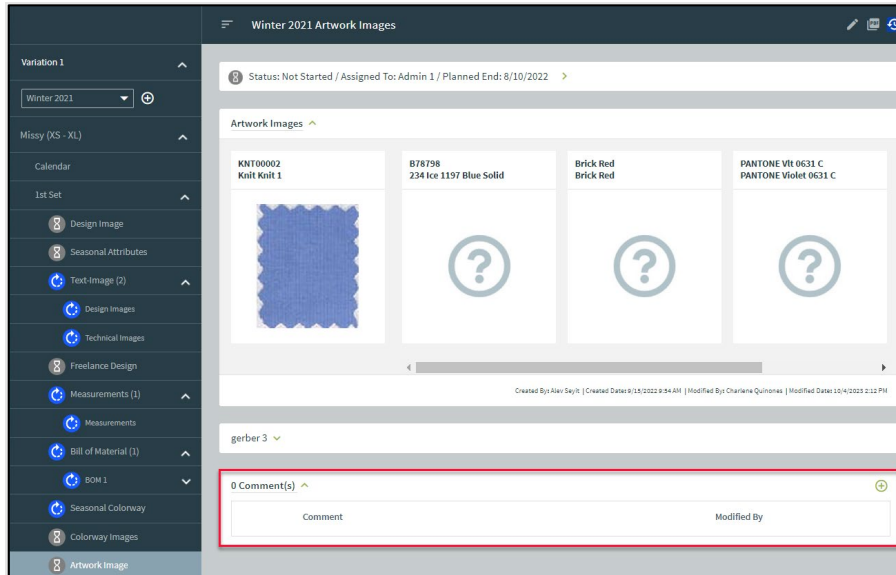 Winter 2021 Artwork Images
PDF
Variation 1
Winter 2021
Missy (XS - XL)
Calendar
1st Set
Design Image
Seasonal Attributes
Text-Image (2)
Design Images
Technical Images
Freelance Design
Measurements (1)
Measurements
Bill of Material (1)
BOM 1
Seasonal Colorway
Colorway Images
Artwork Image
Status: Not Started / Assigned To: Admin 1 / Planned End: 8/10/2022
Artwork Images
KNT00002
Knit Knit 1
B78798
234 Ice 1197 Blue Solid
Brick Red
Brick Red
PANTONE Vlt 0631 C
PANTONE Violet 0631 C
Created By: Alev Seyit | Created Date: 9/15/2022 9:54 AM | Modified By: Charlene Quinones | Modified Date: 10/4/2023 2:12 PM
gerber 3
0 Comment(s)
Comment Modified By